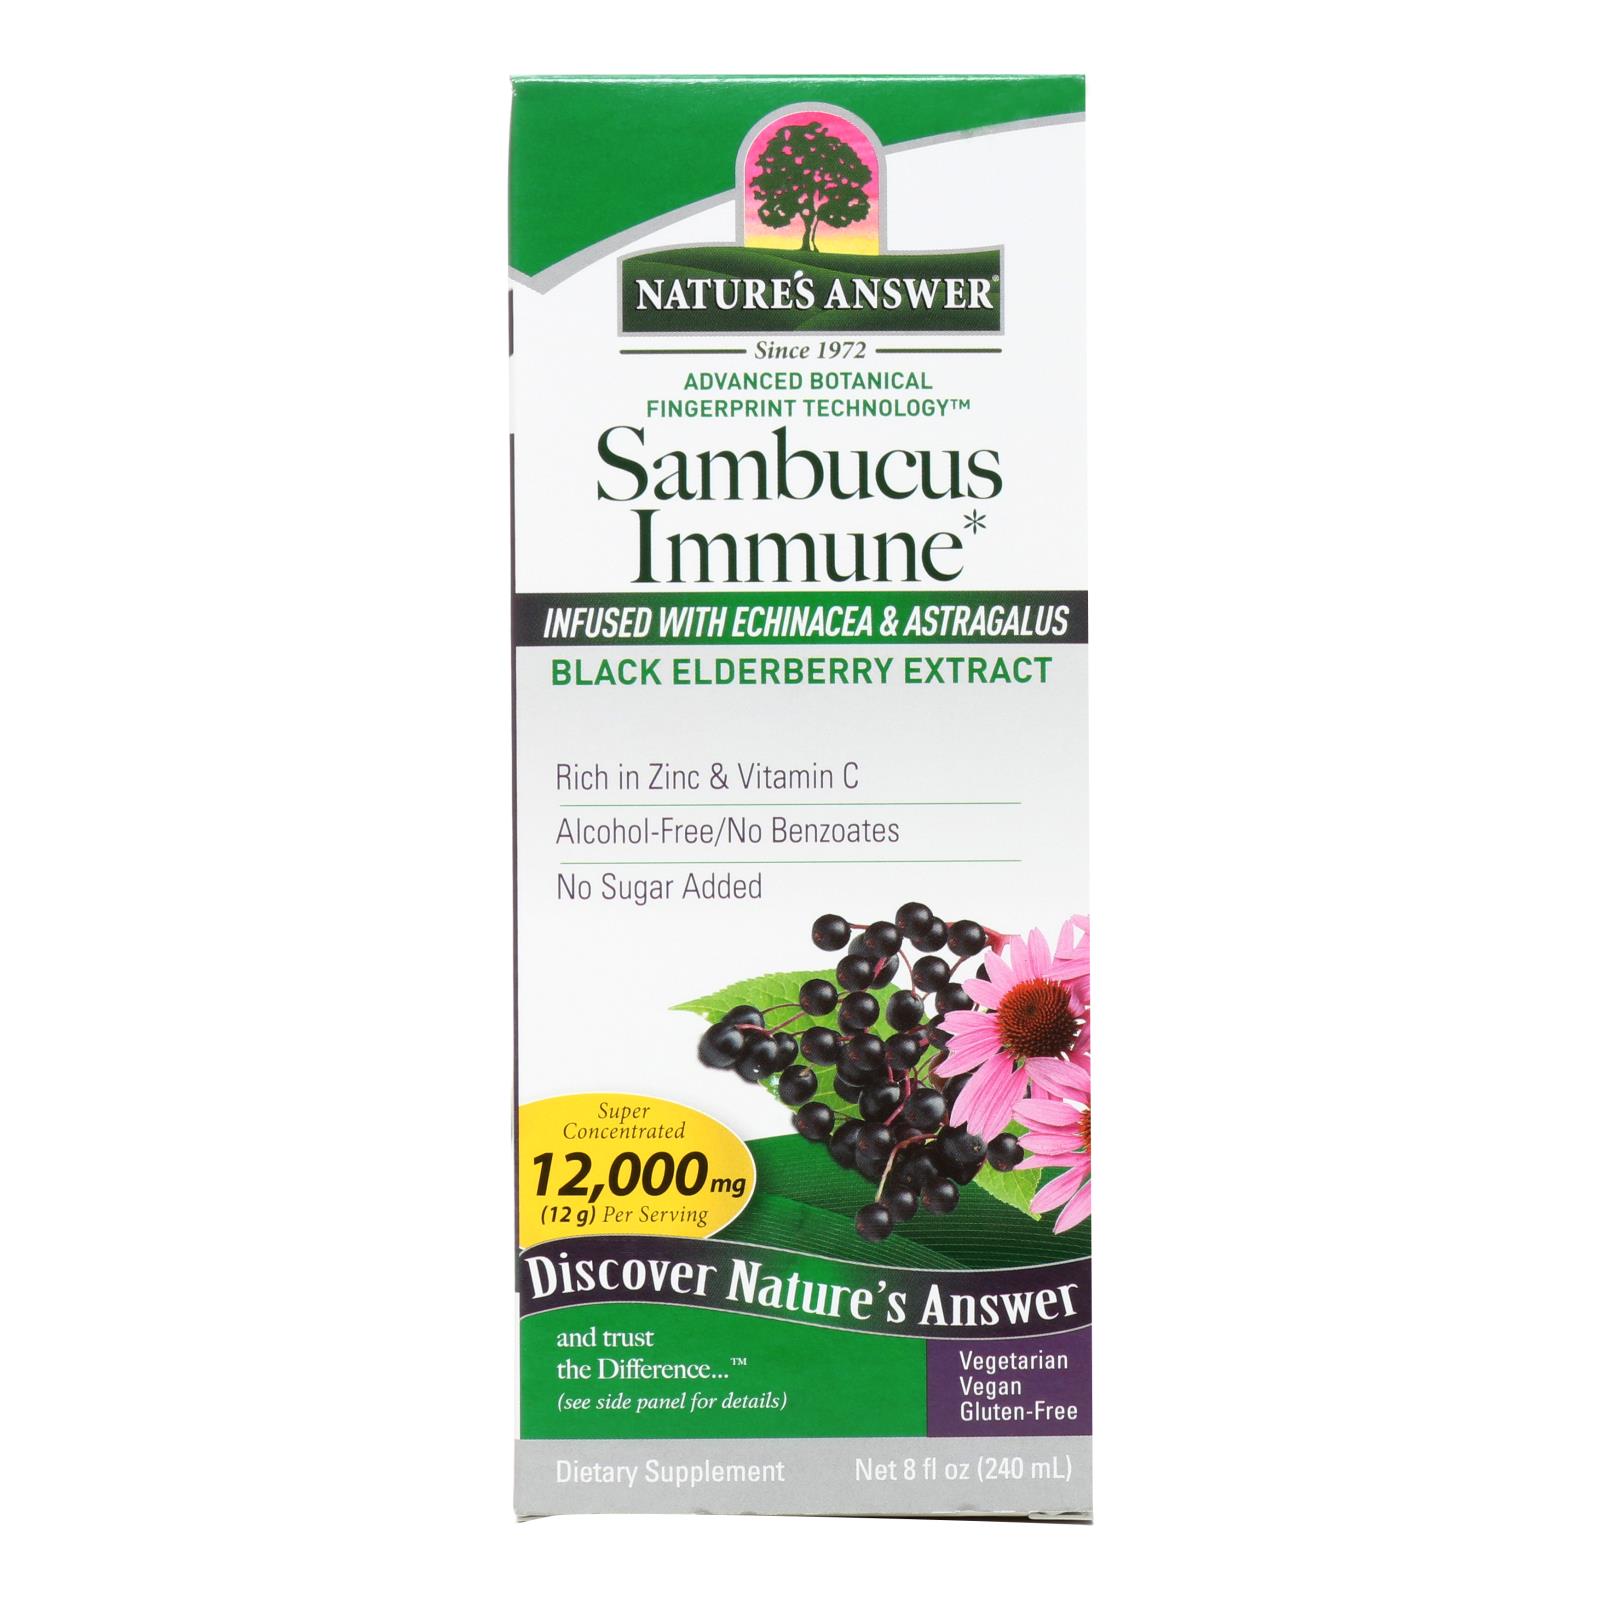 NATURE'S ANSWER®
Since 1972
ADVANCED BOTANICAL
FINGERPRINT TECHNOLOGY™
Sambucus
Immune*
INFUSED WITH ECHINACEA & ASTRAGALUS
BLACK ELDERBERRY EXTRACT
Rich in Zinc & Vitamin C
Alcohol-Free/No Benzoates
No Sugar Added
Super
Concentrated
12,000 mg
(12 g) Per Serving
Discover Nature's Answer
and trust
the Difference...™
(see side panel for details)
Vegetarian
Vegan
Gluten-Free
Dietary Supplement
Net 8 fl oz (240 mL)